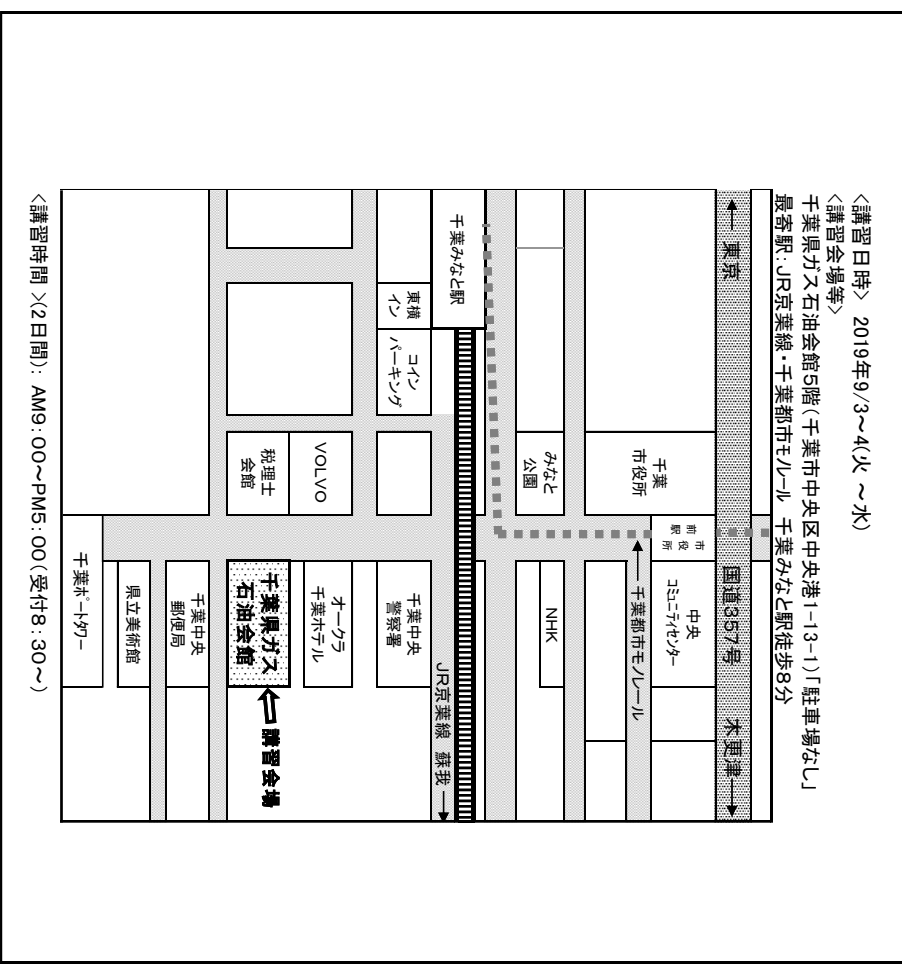 <講習日時> 2019年9/3～4(火 ～水)
<講習会場等>
千葉県ガス石油会館5階(千葉市中央区中央港1-13-1)「駐車場なし」
最寄駅:JR京葉線・千葉都市モノレール 千葉みなと駅徒歩8分
← 東京
国道357号
木更津→
千葉
市役所
市役所
前駅
中央
コミュニティセンター
←千葉都市モノレール
みなと
公園
NHK
千葉みなと駅
JR京葉線 蘇我→
東横
イン
コイン
パーキング
千葉中央
警察署
VOLVO
オークラ
千葉ホテル
税理士
会館
千葉県ガス
石油会館
⇦講習会場
千葉中央
郵便局
県立美術館
千葉ポートタワー
<講習時間 >(2日間): AM9:00～PM5:00(受付8:30～)